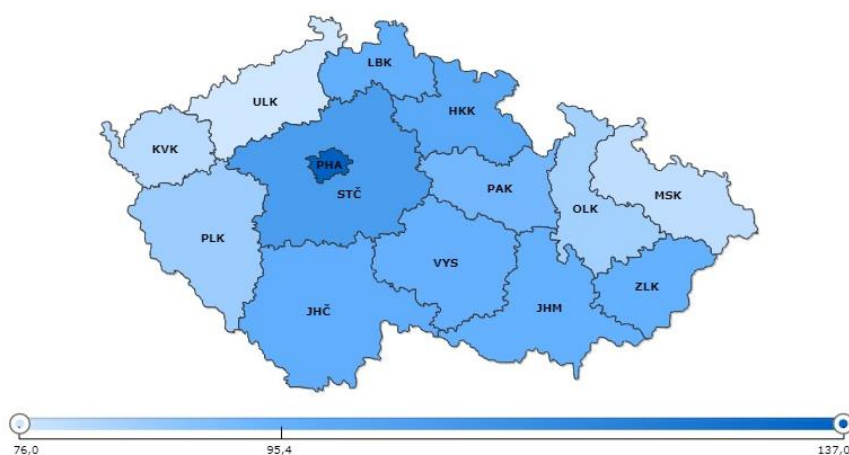 LBK
ULK
HKK
KVK
PHA
PAK
STČ
MSK
OLK
PLK
VYS
ZLK
JHČ
JHM
76,0
95,4
137,0